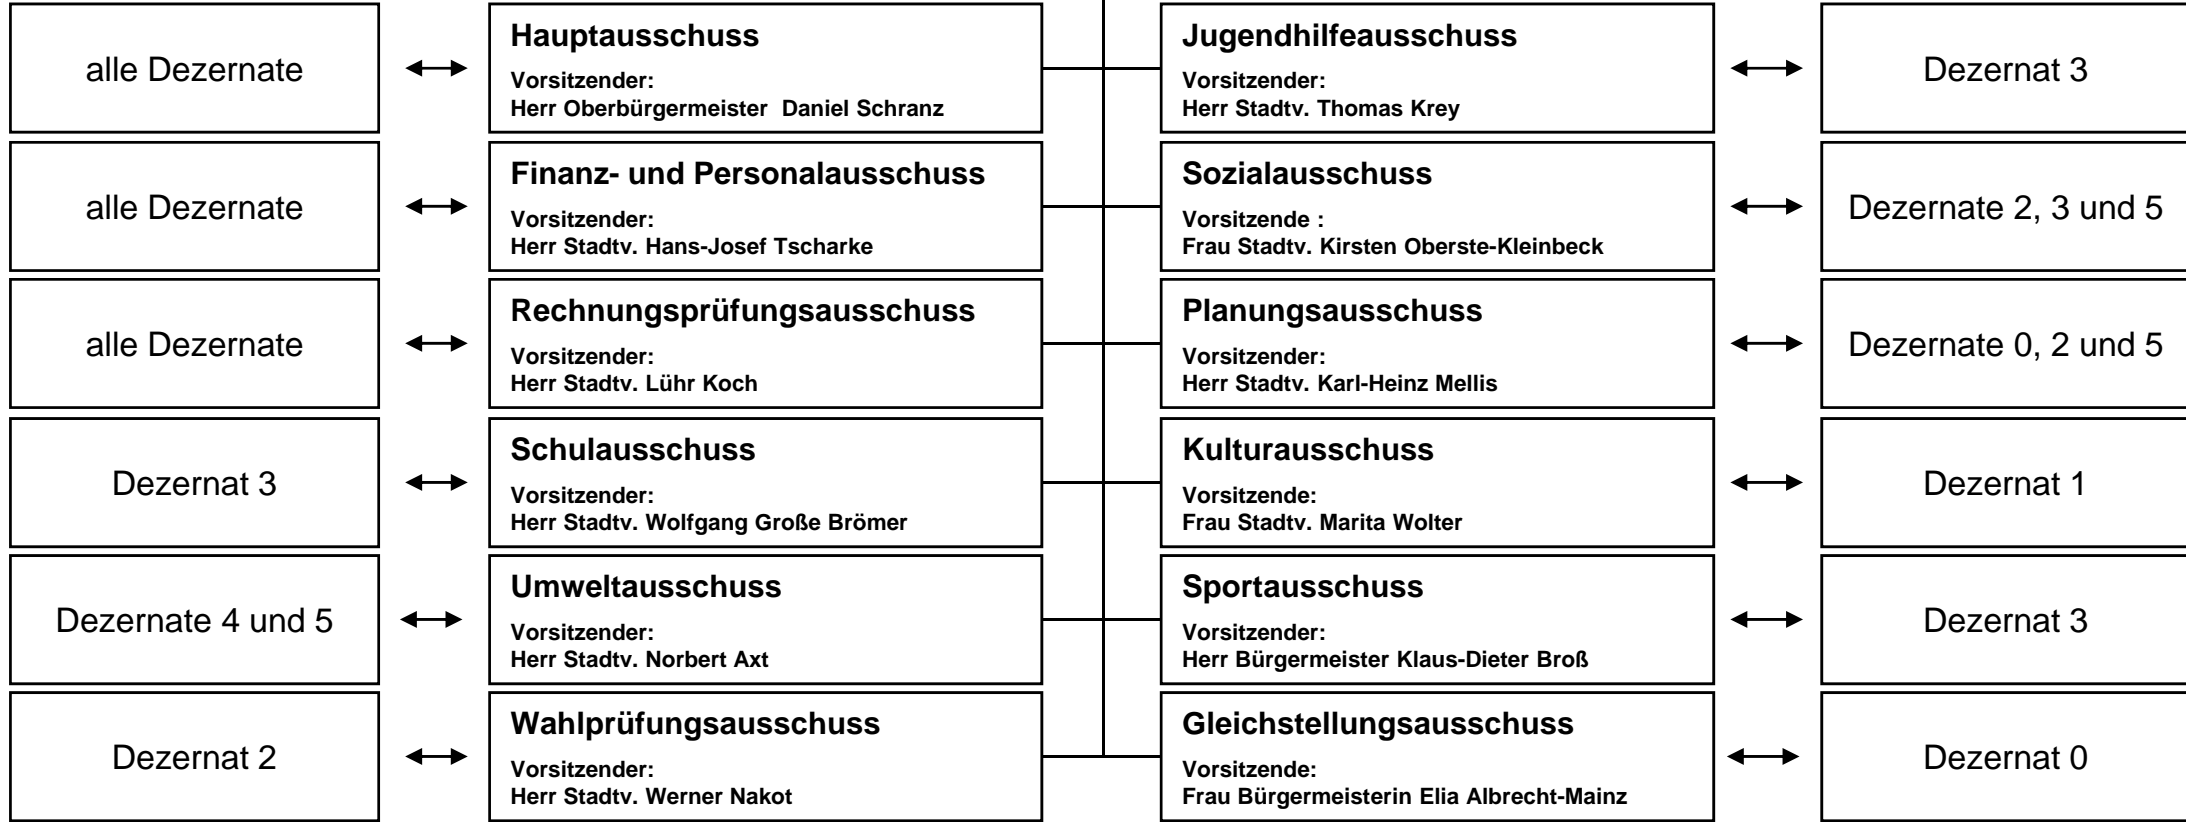 alle Dezernate
Hauptausschuss
Vorsitzender:
Herr Oberbürgermeister  Daniel Schranz
Jugendhilfeausschuss
Vorsitzender:
Herr Stadtv. Thomas Krey
Dezernat 3
alle Dezernate
Finanz- und Personalausschuss
Vorsitzender:
Herr Stadtv. Hans-Josef Tscharke
Sozialausschuss
Vorsitzende :
Frau Stadtv. Kirsten Oberste-Kleinbeck
Dezernate 2, 3 und 5
alle Dezernate
Rechnungsprüfungsausschuss
Vorsitzender:
Herr Stadtv. Lühr Koch
Planungsausschuss
Vorsitzender:
Herr Stadtv. Karl-Heinz Mellis
Dezernate 0, 2 und 5
Dezernat 3
Schulausschuss
Vorsitzender:
Herr Stadtv. Wolfgang Große Brömer
Kulturausschuss
Vorsitzende:
Frau Stadtv. Marita Wolter
Dezernat 1
Dezernate 4 und 5
Umweltausschuss
Vorsitzender:
Herr Stadtv. Norbert Axt
Sportausschuss
Vorsitzender:
Herr Bürgermeister Klaus-Dieter Broß
Dezernat 3
Dezernat 2
Wahlprüfungsausschuss
Vorsitzender:
Herr Stadtv. Werner Nakot
Gleichstellungsausschuss
Vorsitzende:
Frau Bürgermeisterin Elia Albrecht-Mainz
Dezernat 0